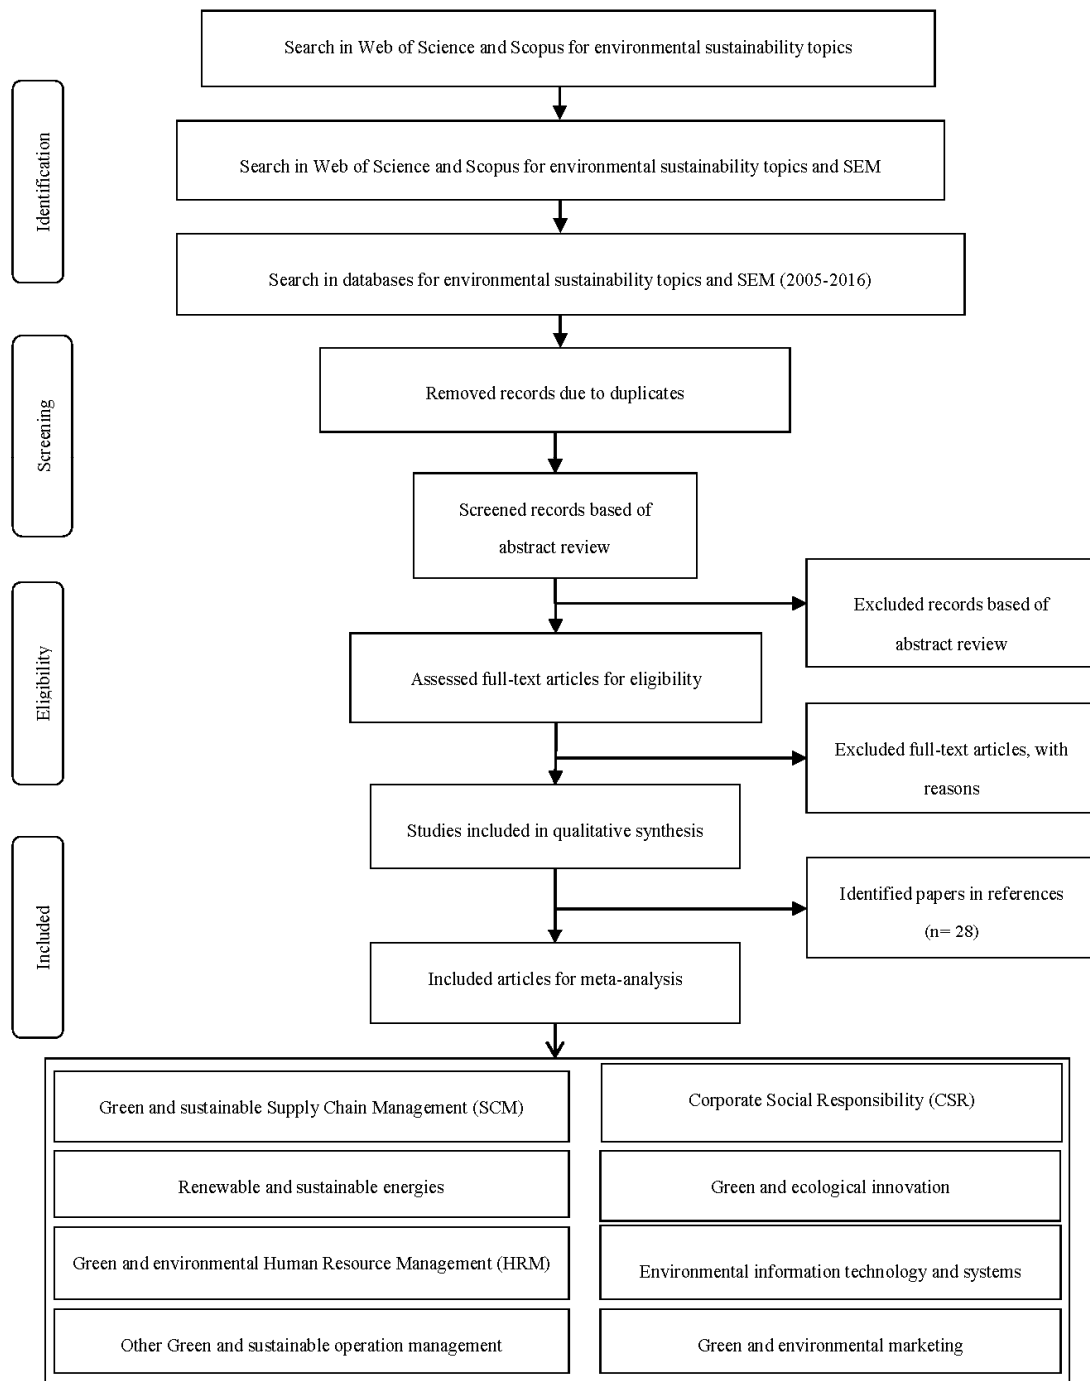 Search in Web of Science and Scopus for environmental sustainability topics
Identification
Search in Web of Science and Scopus for environmental sustainability topics and SEM
Search in databases for environmental sustainability topics and SEM (2005-2016)
Screening
Removed records due to duplicates
Screened records based of
abstract review
Excluded records based of
abstract review
Eligibility
Assessed full-text articles for eligibility
Excluded full-text articles, with
reasons
Studies included in qualitative synthesis
Included
Identified papers in references
(n= 28)
Included articles for meta-analysis
Green and sustainable Supply Chain Management (SCM)
Corporate Social Responsibility (CSR)
Renewable and sustainable energies
Green and ecological innovation
Green and environmental Human Resource Management (HRM)
Environmental information technology and systems
Other Green and sustainable operation management
Green and environmental marketing